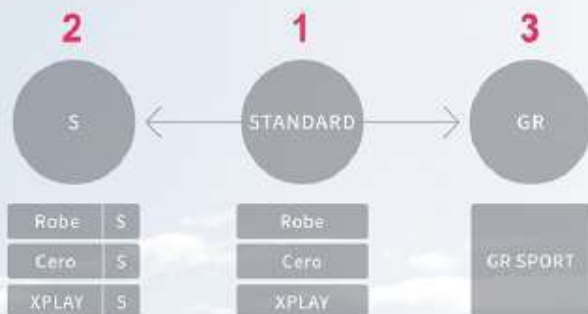 2 1 3
S STANDARD GR
Robe S Robe
Cero S Cero GR SPORT
XPLAY S XPLAY